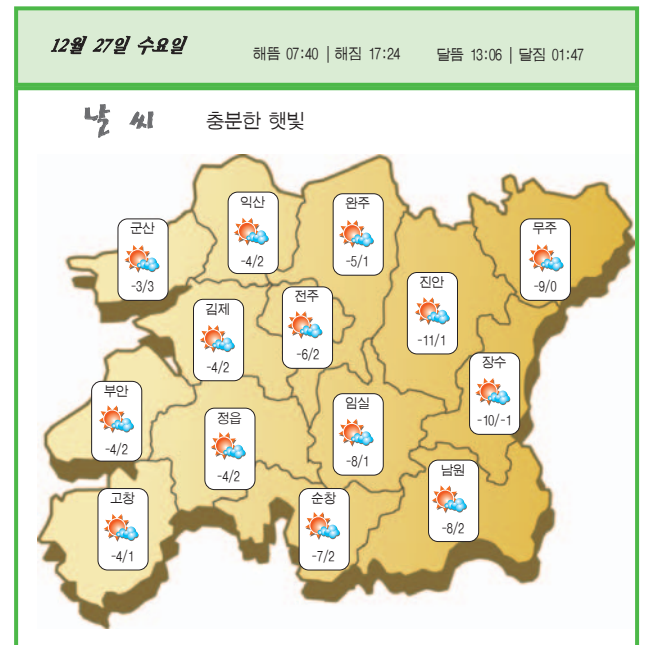 12월 27일 수요일
해뜸 07:40 | 해짐 17:24 달뜸 13:06 | 달짐 01:47
날 씨 충분한 햇빛
익산
-4/2
완주
-5/1
군산
-3/3
무주
-9/0
진안
-11/1
전주
-6/2
김제
-4/2
장수
-10/-1
부안
-4/2
임실
-8/1
정읍
-4/2
남원
-8/2
고창
-4/1
순창
-7/2